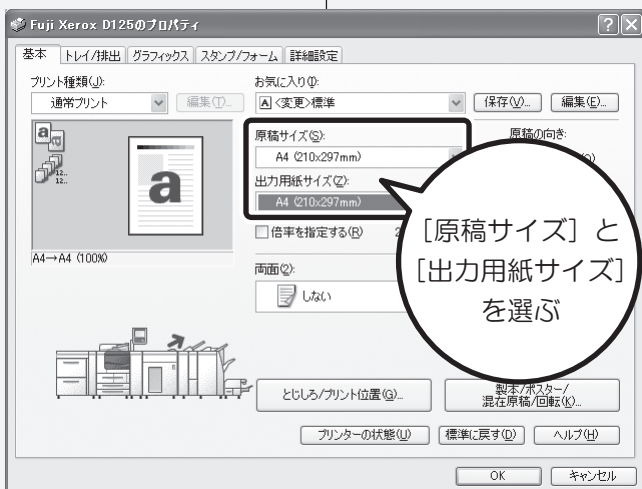 Fuji Xerox D125のプロパティ
基本 トレイ/排出 グラフィックス スタンプ/フォーム 詳細設定
プリント種類(J):
通常プリント
編集(T)...
お気に入り(I):
A <変更>標準
保存(V)... 編集(E)...
原稿サイズ(S):
A4 (210x297mm)
出力用紙サイズ(Z):
A4 (210x297mm)
倍率を指定する(R)
原稿の向き:
a
a
12..
12..
a
A4→A4 (100%)
両面(2):
しない
［原稿サイズ］と
［出力用紙サイズ］
を選ぶ
とじしろ/プリント位置(G)...
製本/ポスター/
混在原稿/回転(K)...
プリンターの状態(U) 標準に戻す(D) ヘルプ(H)
OK キャンセル